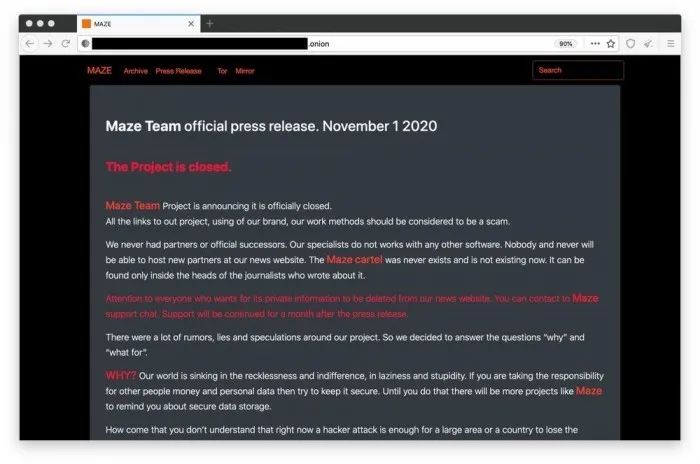 MAZE
.onion
90%
MAZE Archive Press Release Tor Mirror Search
Maze Team official press release. November 1 2020
The Project is closed.
Maze Team Project is announcing it is officially closed.
All the links to out project, using of our brand, our work methods should be considered to be a scam.
We never had partners or official successors. Our specialists do not works with any other software. Nobody and never will
be able to host new partners at our news website. The Maze cartel was never exists and is not existing now. It can be
found only inside the heads of the journalists who wrote about it.
Attention to everyone who wants for its private information to be deleted from our news website. You can contact to Maze
support chat. Support will be continued for a month after the press release.
There were a lot of rumors, lies and speculations around our project. So we decided to answer the questions “why” and
“what for”.
WHY? Our world is sinking in the recklessness and indifference, in laziness and stupidity. If you are taking the responsibility
for other people money and personal data then try to keep it secure. Until you do that there will be more projects like Maze
to remind you about secure data storage.
How come that you don’t understand that right now a hacker attack is enough for a large area or a country to lose the